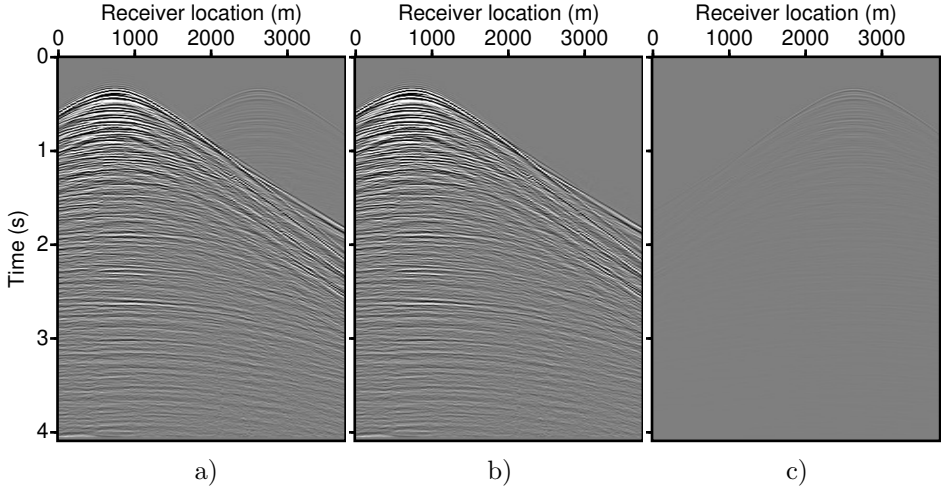 Receiver location (m) Receiver location (m) Receiver location (m)
0 1000 2000 3000 0 1000 2000 3000 0 1000 2000 3000
0
1
2
3
4
Time (s)
a) b) c)